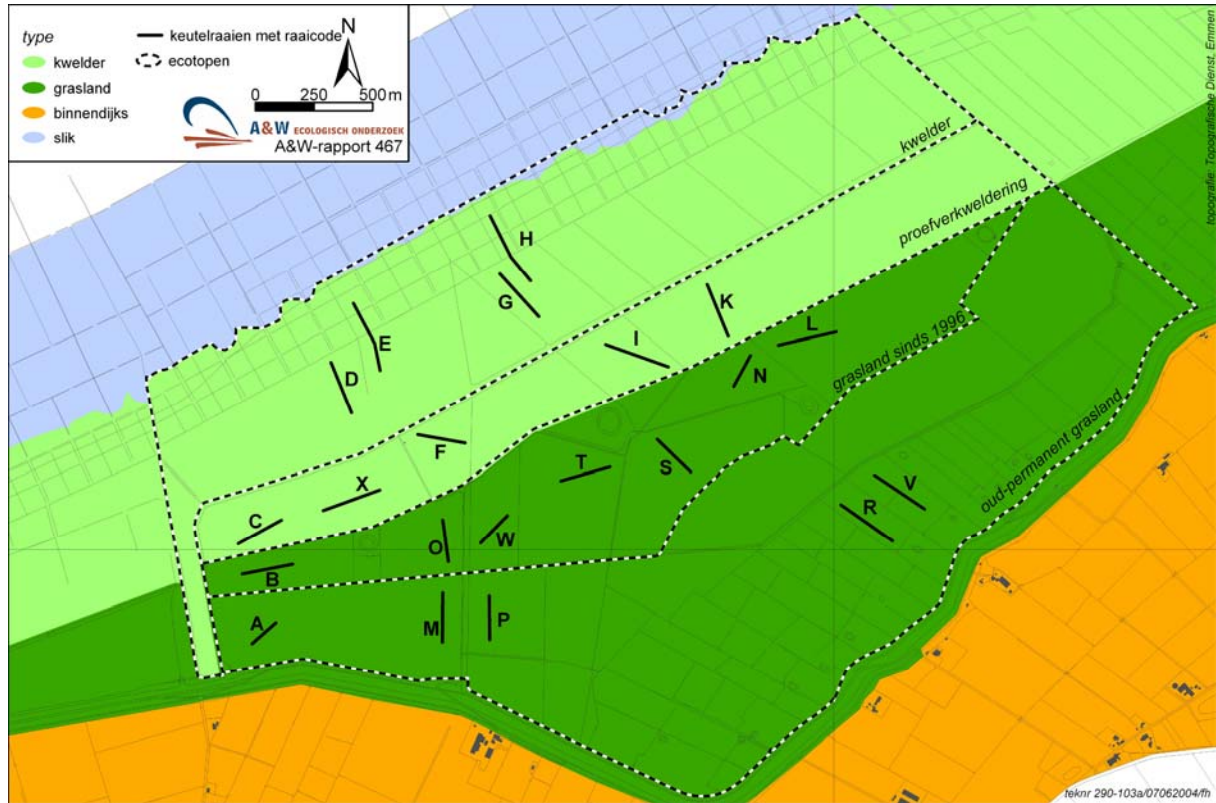 type
kwelder
grasland
binnendijks
slik
keutelraaien met raaicode
ecotopen
N
0 250 500 m
A&W ECOLOGISCH ONDERZOEK
A&W-rapport 467
topografie: Topografische Dienst, Emmen
kwelder
proefverkweldering
grasland sinds 1996
oud-permanent grasland
H
G
E
D
K
I
L
N
F
X
C
T
S
O
W
B
V
R
A
M
P
teknr 290-103a/07062004/fh